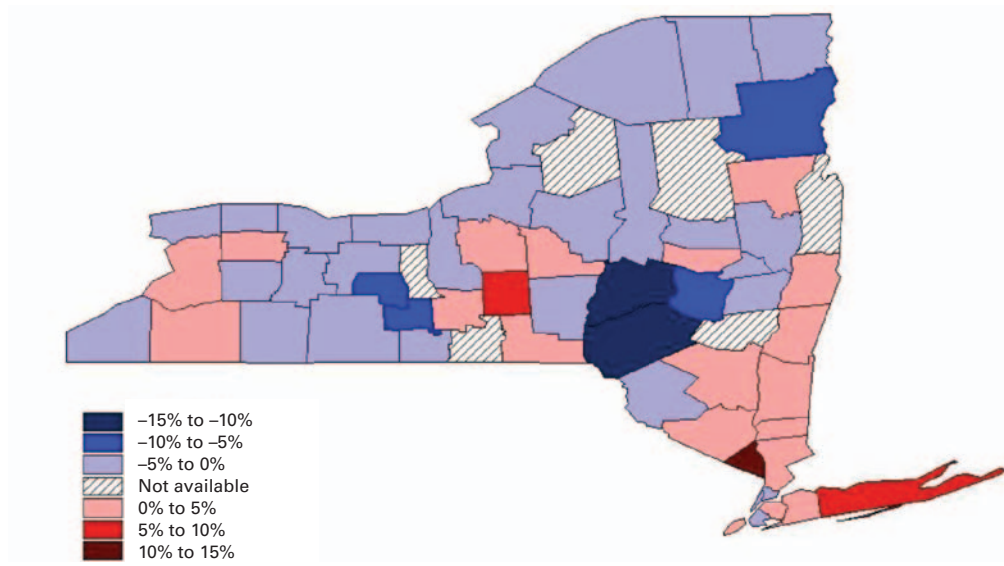 –15% to –10%
–10% to –5%
–5% to 0%
Not available
0% to 5%
5% to 10%
10% to 15%